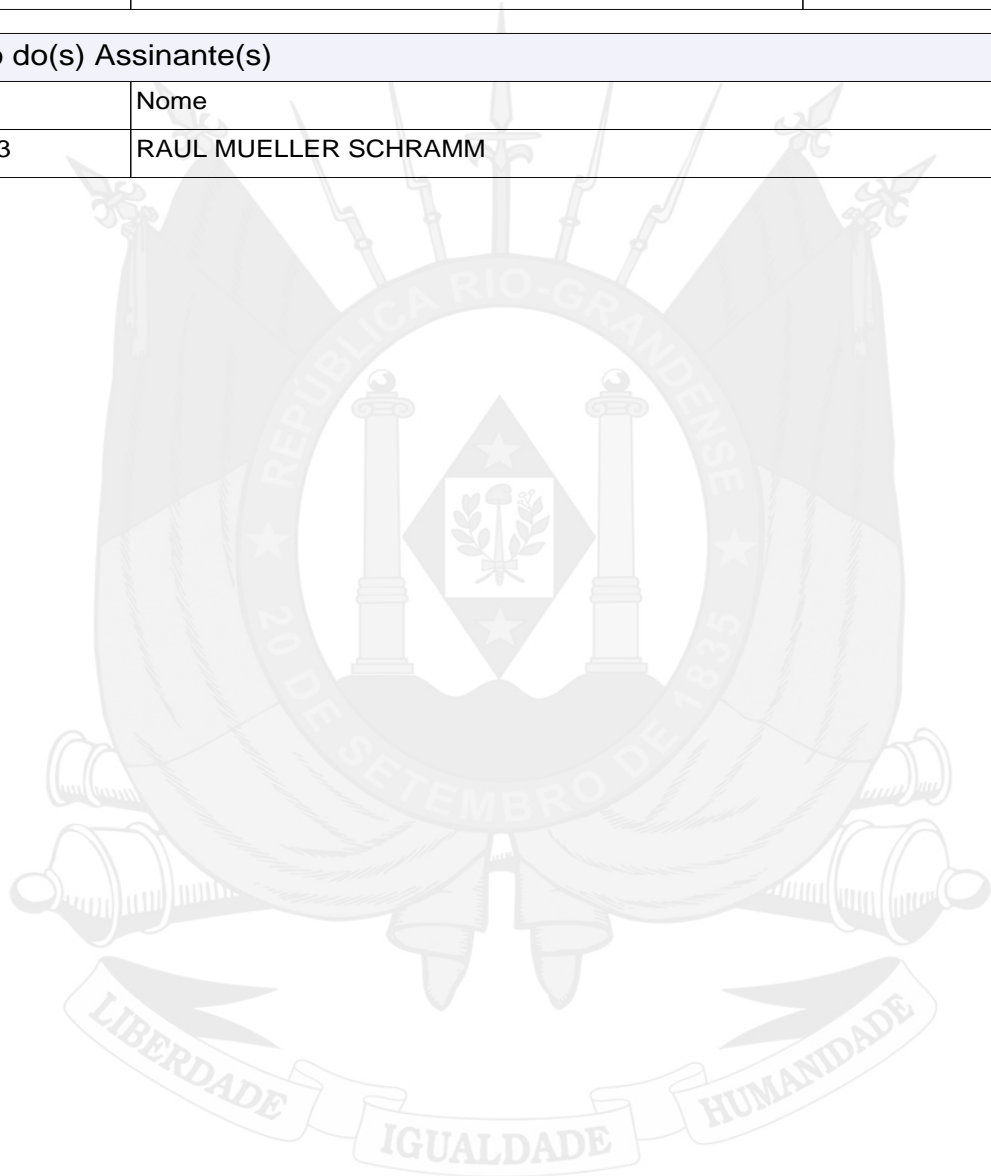 o do(s) Assinante(s)
Nome
3 RAUL MUELLER SCHRAMM
REPÚBLICA RIO-GRANDENSE
20 DE SETEMBRO DE 1835
LIBERDADE IGUALDADE HUMANIDADE